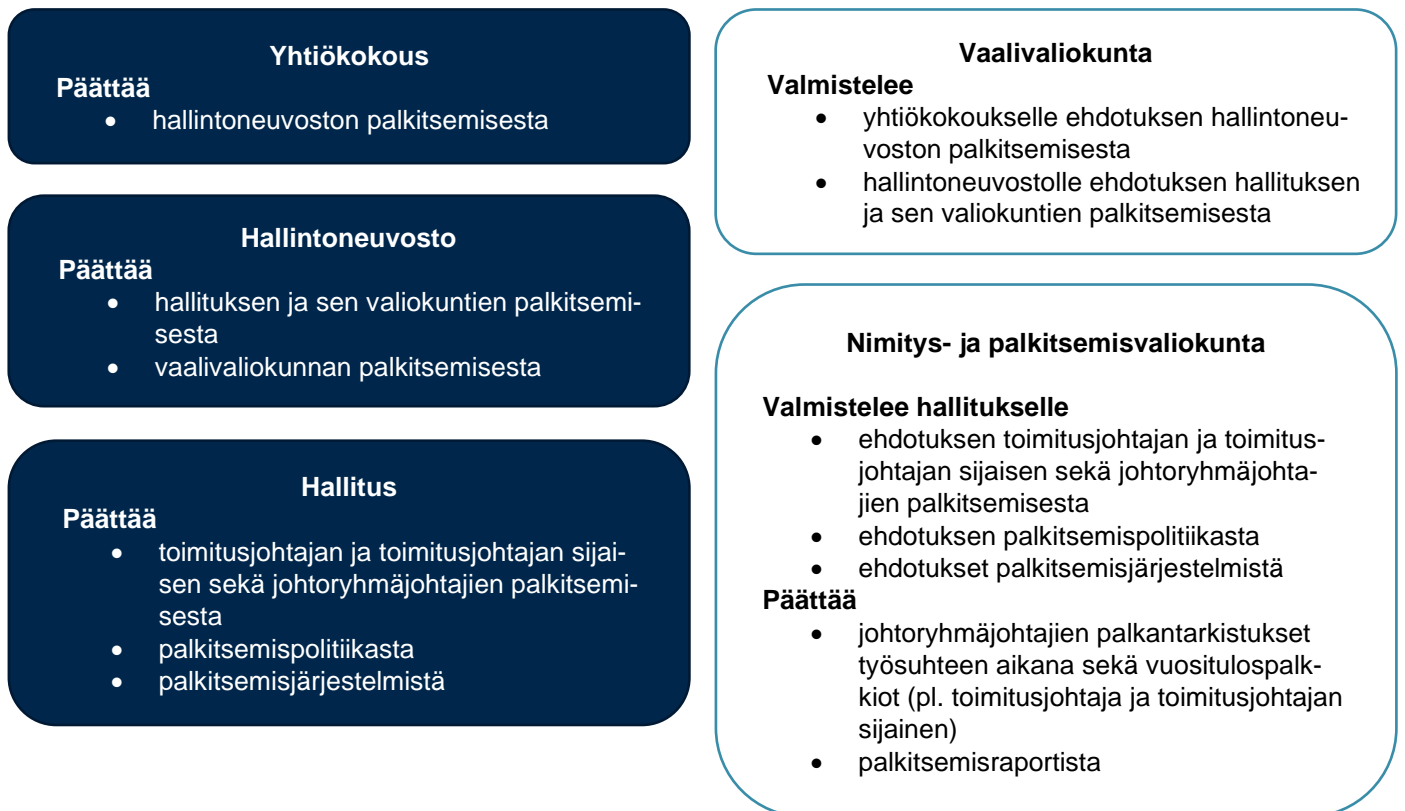 Yhtiökokous
Päättää
• hallintoneuvoston palkitsemisesta
Hallintoneuvosto
Päättää
• hallituksen ja sen valiokuntien palkitsemi-
sesta
• vaalivaliokunnan palkitsemisesta
Hallitus
Päättää
• toimitusjohtajan ja toimitusjohtajan sijai-
sen sekä johtoryhmäjohtajien palkitsemi-
sesta
• palkitsemispolitiikasta
• palkitsemisjärjestelmistä
Vaalivaliokunta
Valmistelee
• yhtiökokoukselle ehdotuksen hallintoneu-
voston palkitsemisesta
• hallintoneuvostolle ehdotuksen hallituksen
ja sen valiokuntien palkitsemisesta
Nimitys- ja palkitsemisvaliokunta
Valmistelee hallitukselle
• ehdotuksen toimitusjohtajan ja toimitus-
johtajan sijaisen sekä johtoryhmäjohta-
jien palkitsemisesta
• ehdotuksen palkitsemispolitiikasta
• ehdotukset palkitsemisjärjestelmistä
Päättää
• johtoryhmäjohtajien palkantarkistukset
työsuhteen aikana sekä vuositulospalk-
kiot (pl. toimitusjohtaja ja toimitusjohtajan
sijainen)
• palkitsemisraportista